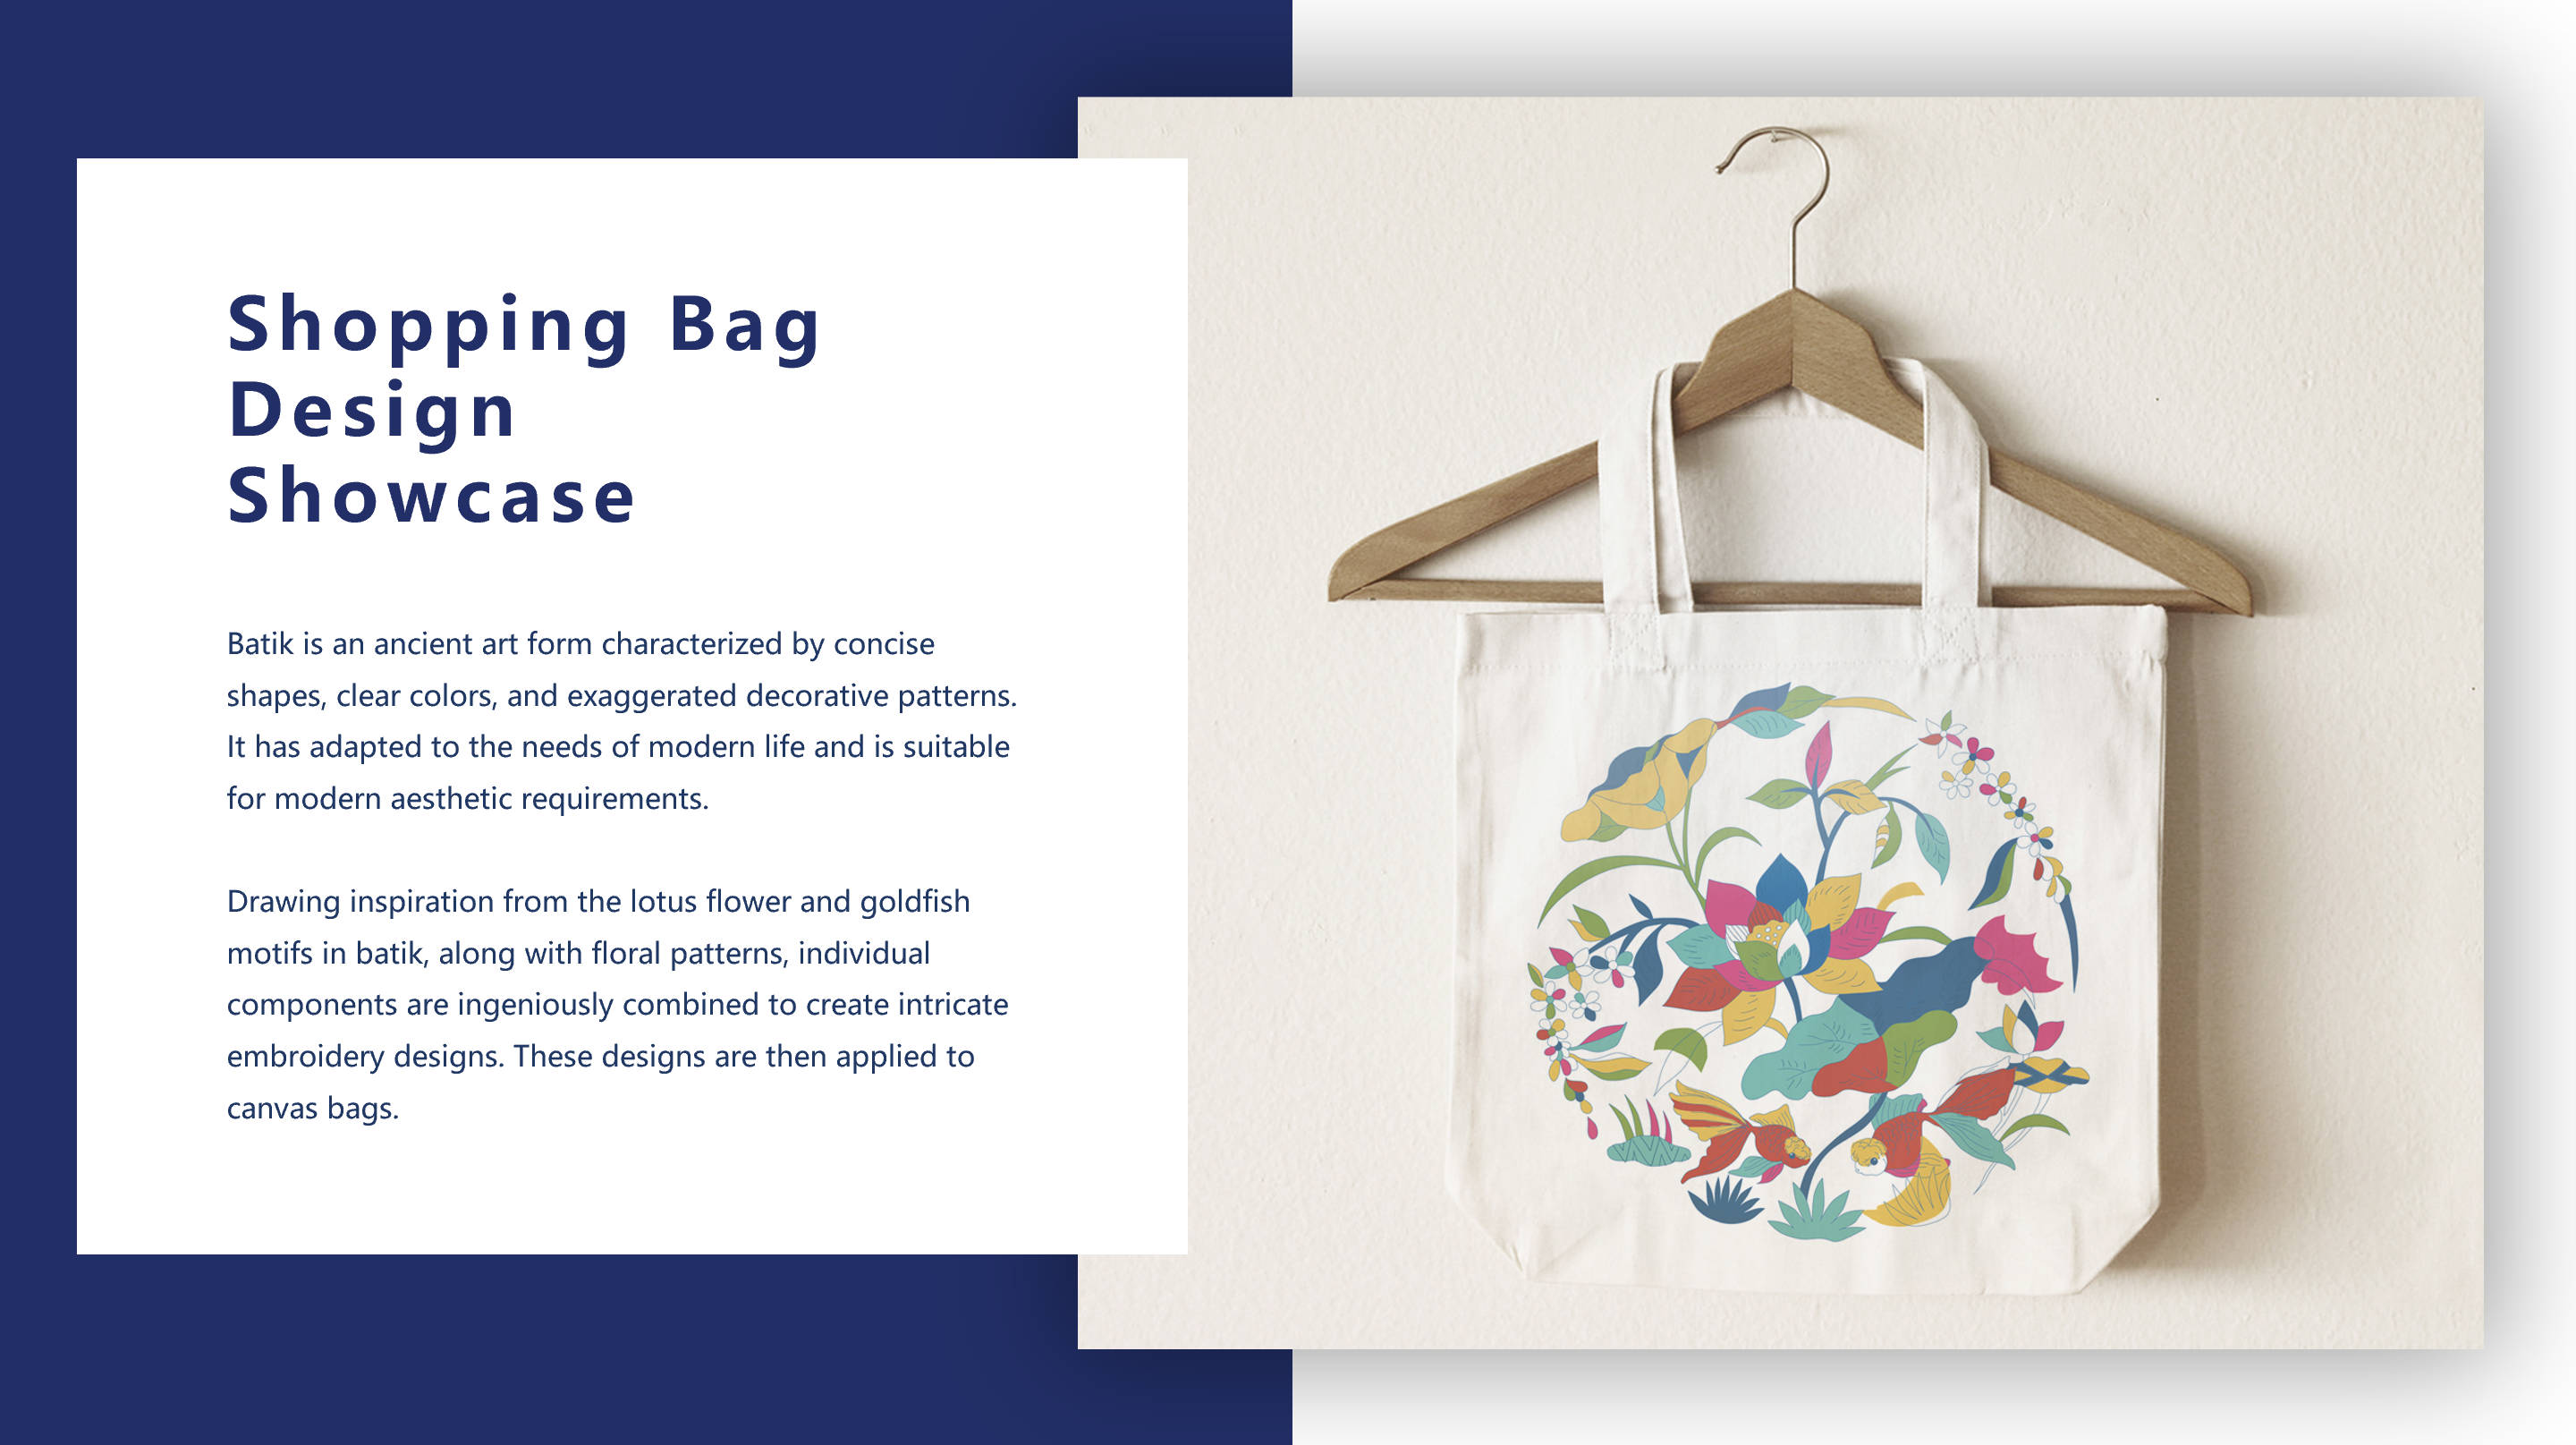 Shopping Bag
Design
Showcase
Batik is an ancient art form characterized by concise
shapes, clear colors, and exaggerated decorative patterns.
It has adapted to the needs of modern life and is suitable
for modern aesthetic requirements.
Drawing inspiration from the lotus flower and goldfish
motifs in batik, along with floral patterns, individual
components are ingeniously combined to create intricate
embroidery designs. These designs are then applied to
canvas bags.